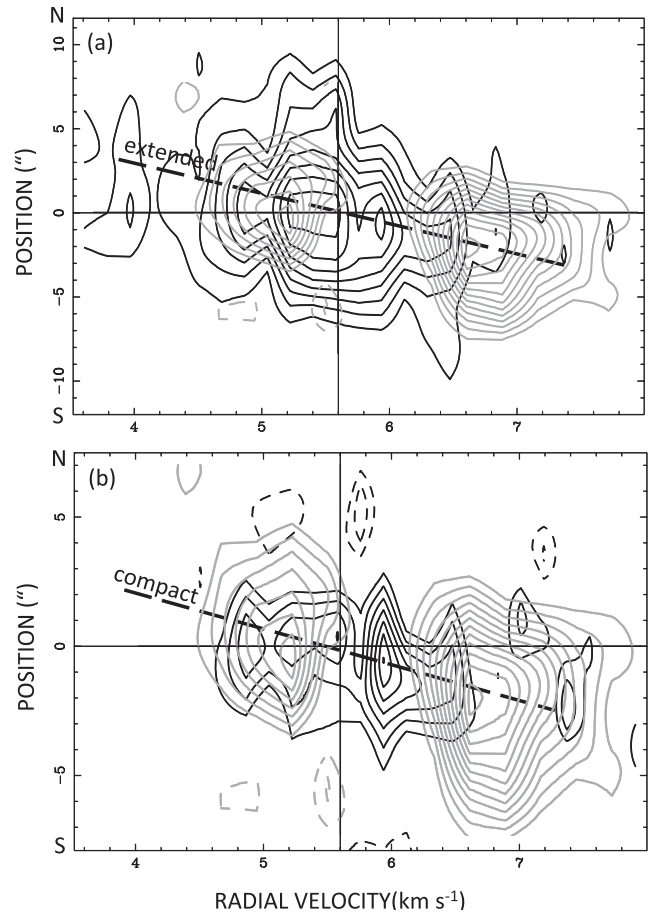 N
(a)
10
5
extended
0
POSITION (“)
-5
-10
S
4 5 6 7
N
(b)
5
compact
0
POSITION (“)
-5
S
4 5 6 7
RADIAL VELOCITY(km s⁻¹)